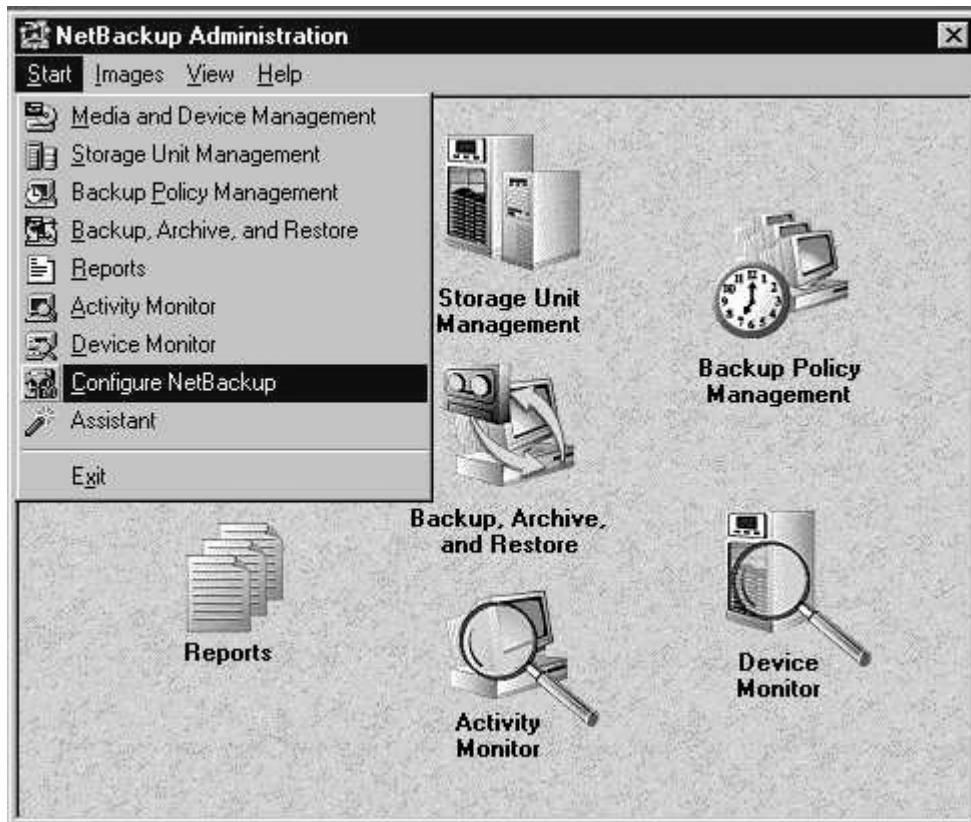 NetBackup Administration
Start Images View Help
Media and Device Management
Storage Unit Management
Backup Policy Management
Backup, Archive, and Restore
Reports
Activity Monitor
Device Monitor
Configure NetBackup
Assistant
Exit
Storage Unit
Management
Backup Policy
Management
Backup, Archive,
and Restore
Reports
Device
Monitor
Activity
Monitor